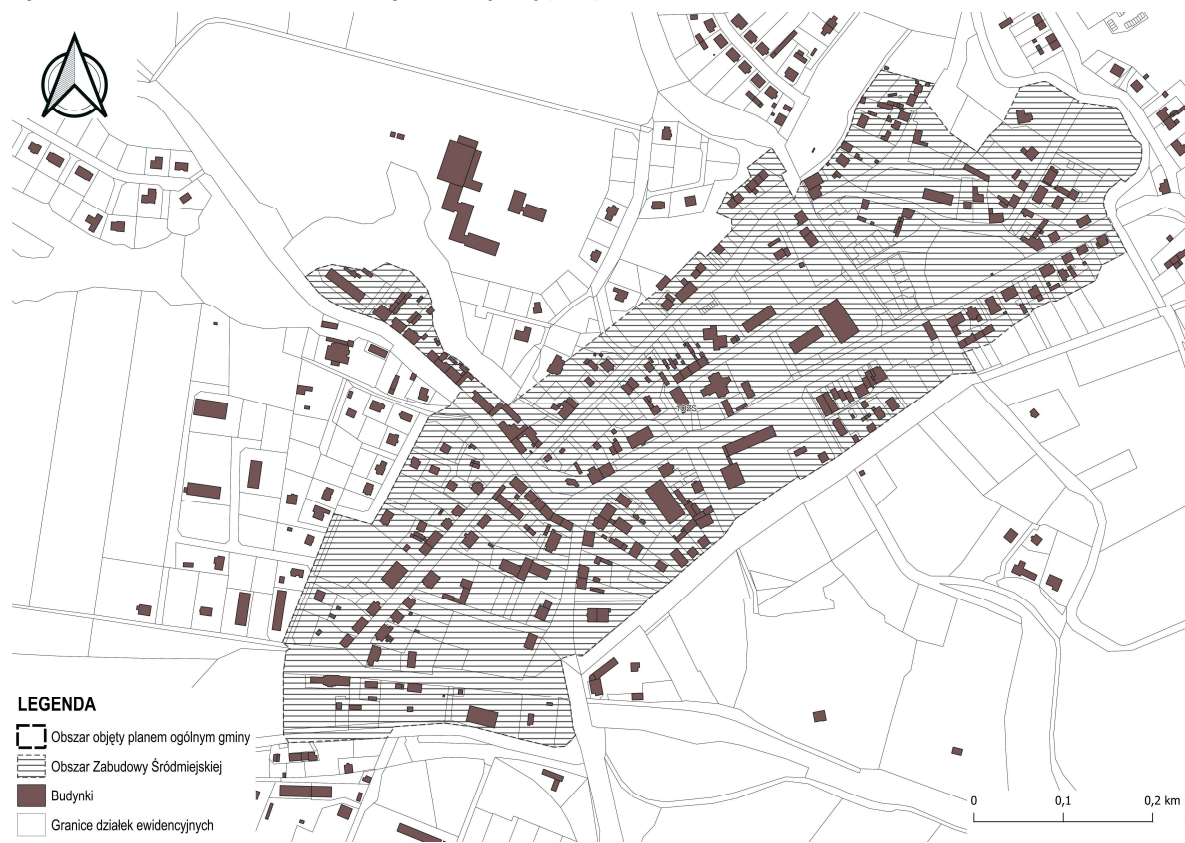 LEGENDA
Obszar objęty planem ogólnym gminy
Obszar Zabudowy Śródmiejskiej
Budynki
Granice działek ewidencyjnych
0 0,1 0,2 km